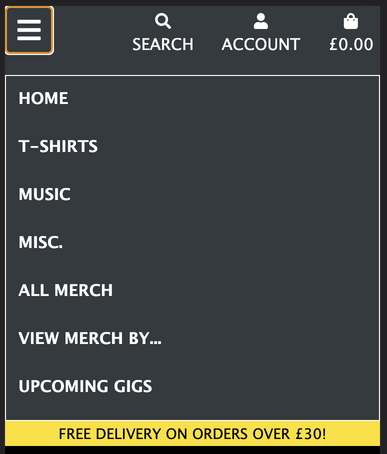 SEARCH ACCOUNT £0.00
HOME
T-SHIRTS
MUSIC
MISC.
ALL MERCH
VIEW MERCH BY...
UPCOMING GIGS
FREE DELIVERY ON ORDERS OVER £30!